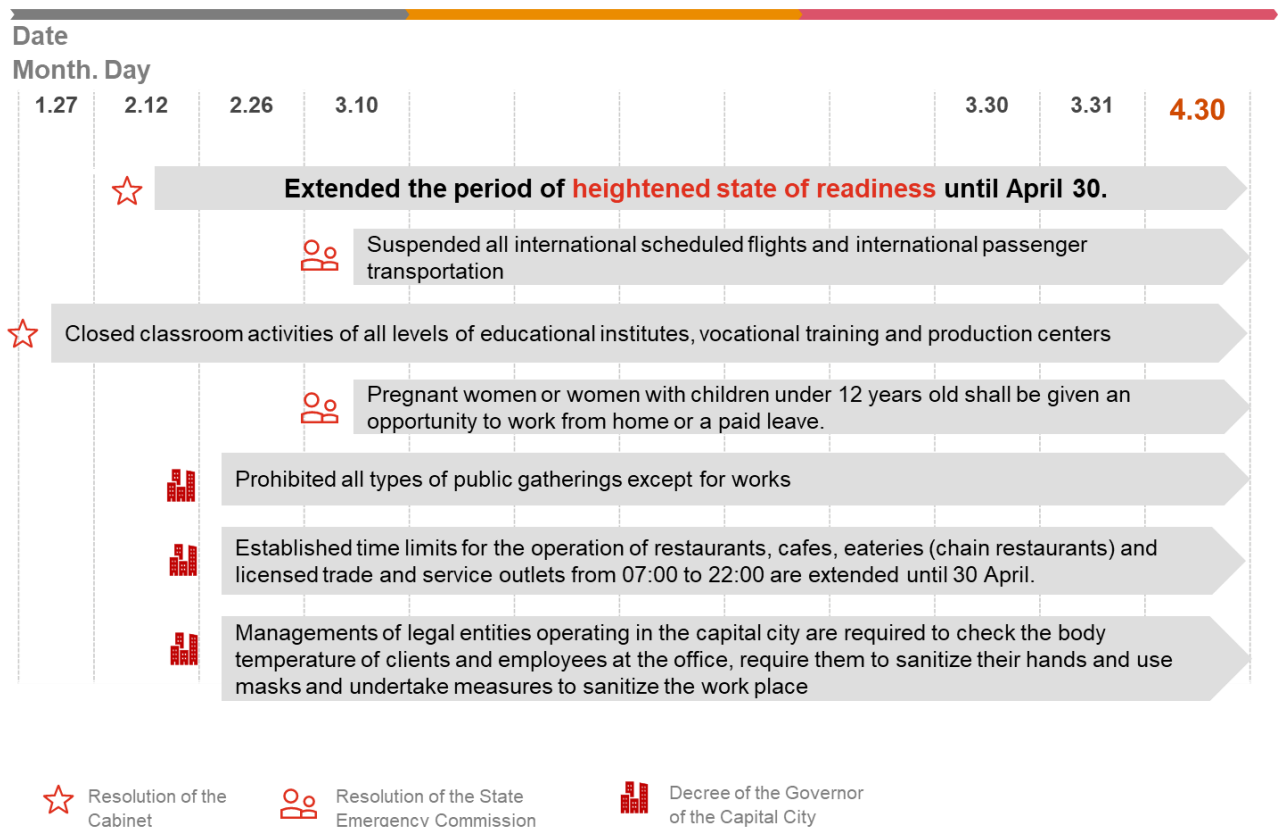 Date
Month. Day
1.27 2.12 2.26 3.10 3.30 3.31 4.30
Extended the period of heightened state of readiness until April 30.
Suspended all international scheduled flights and international passenger
transportation
Closed classroom activities of all levels of educational institutes, vocational training and production centers
Pregnant women or women with children under 12 years old shall be given an
opportunity to work from home or a paid leave.
Prohibited all types of public gatherings except for works
Established time limits for the operation of restaurants, cafes, eateries (chain restaurants) and
licensed trade and service outlets from 07:00 to 22:00 are extended until 30 April.
Managements of legal entities operating in the capital city are required to check the body
temperature of clients and employees at the office, require them to sanitize their hands and use
masks and undertake measures to sanitize the work place
Resolution of the
Cabinet
Resolution of the State
Emergency Commission
Decree of the Governor
of the Capital City